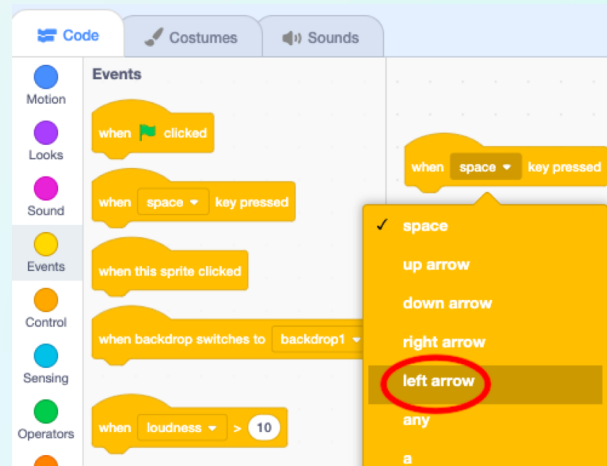 Code
Costumes
Sounds
Motion
Looks
Sound
Events
Control
Sensing
Operators
Events
when clicked
when space key pressed
when this sprite clicked
when backdrop switches to backdrop1
when loudness > 10
when space key pressed
✓ space
up arrow
down arrow
right arrow
left arrow
any
a